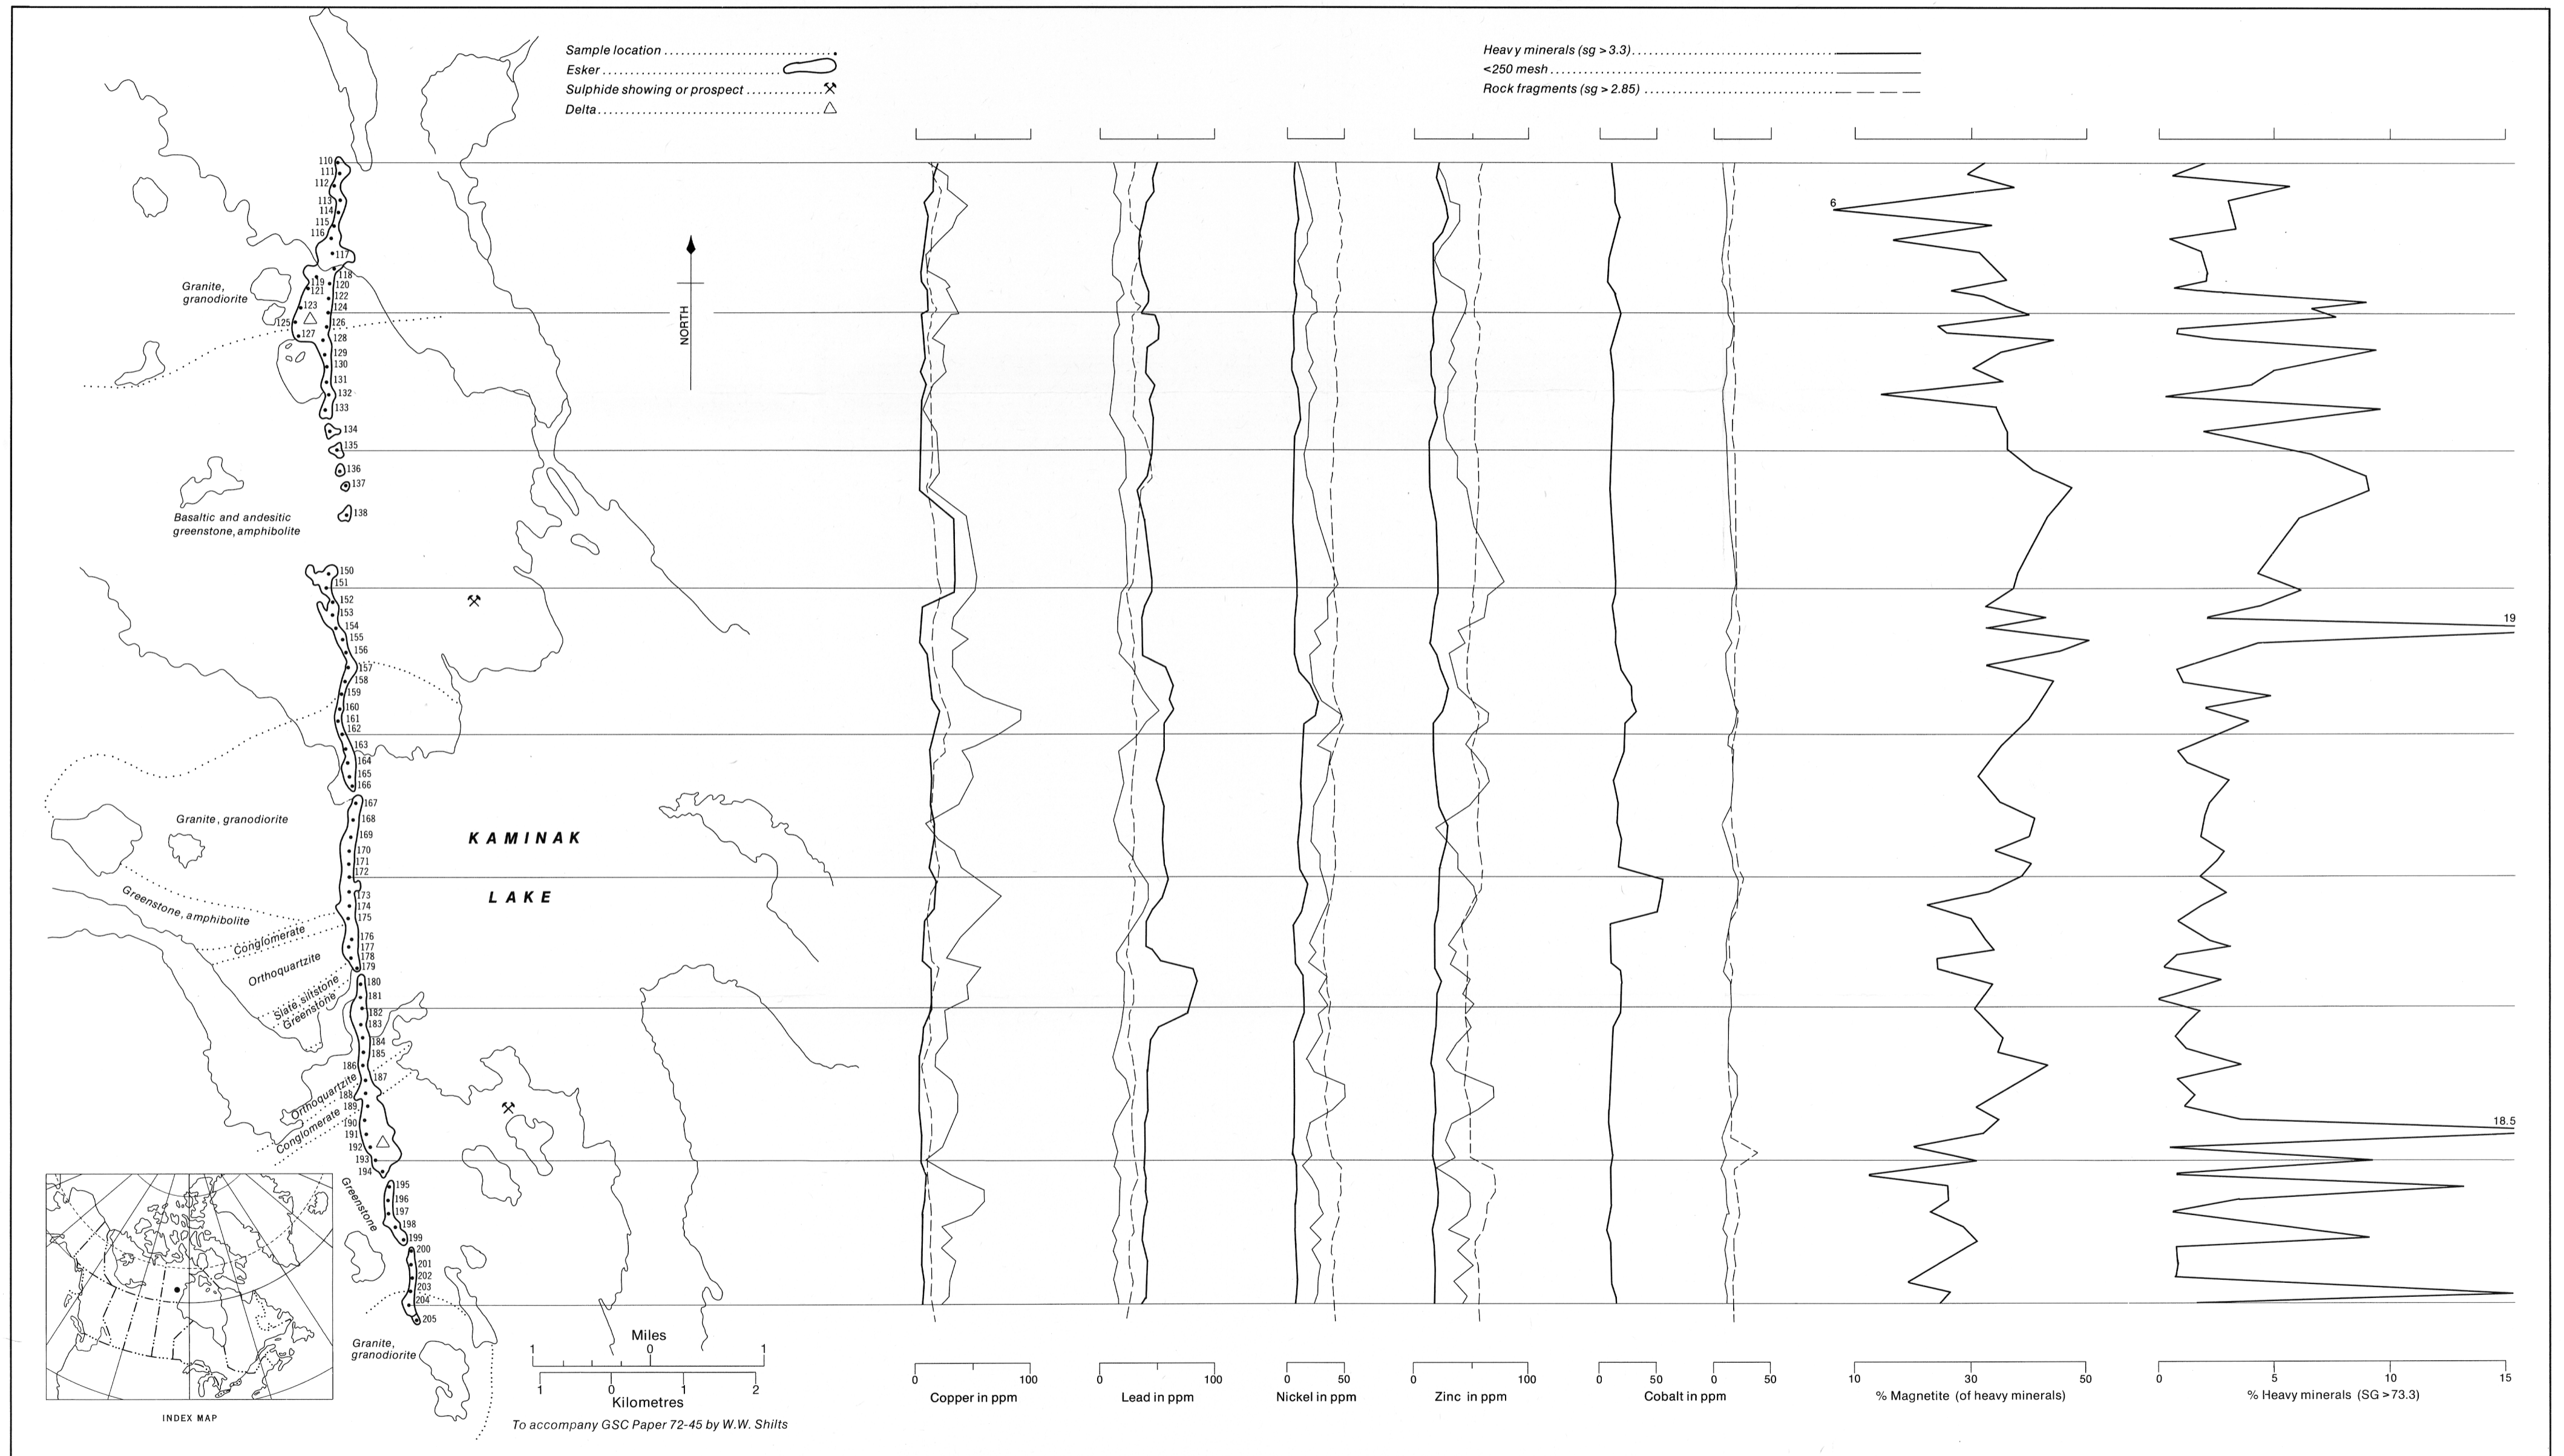 Sample location
Esker
Sulphide showing or prospect
Delta
Heavy minerals (sg > 3.3)
<250 mesh
Rock fragments (sg > 2.85)
110
111
112
113
114
115
116
117
118
119
120
121
122
123
124
125
126
127
128
129
130
131
132
133
134
135
136
137
138
Granite,
granodiorite
NORTH
6
Basaltic and andesitic
greenstone, amphibolite
150
151
152
153
154
155
156
157
158
159
160
161
162
163
164
165
166
167
168
169
170
171
172
173
174
175
176
177
178
179
180
181
182
183
184
185
186
187
188
189
190
191
192
193
194
195
196
197
198
199
200
201
202
203
204
205
19
Granite, granodiorite
KAMINAK
LAKE
Greenstone, amphibolite
Conglomerate
Orthoquartzite
Slate, siltstone
Greenstone
Orthoquartzite
Conglomerate
18.5
Greenstone
Granite,
granodiorite
INDEX MAP
Miles
1 0 1
1 0 1 2
Kilometres
To accompany GSC Paper 72-45 by W.W. Shilts
0 100
Copper in ppm
0 100
Lead in ppm
0 50
Nickel in ppm
0 100
Zinc in ppm
0 50 0 50
Cobalt in ppm
10 30 50
% Magnetite (of heavy minerals)
0 5 10 15
% Heavy minerals (SG >73.3)